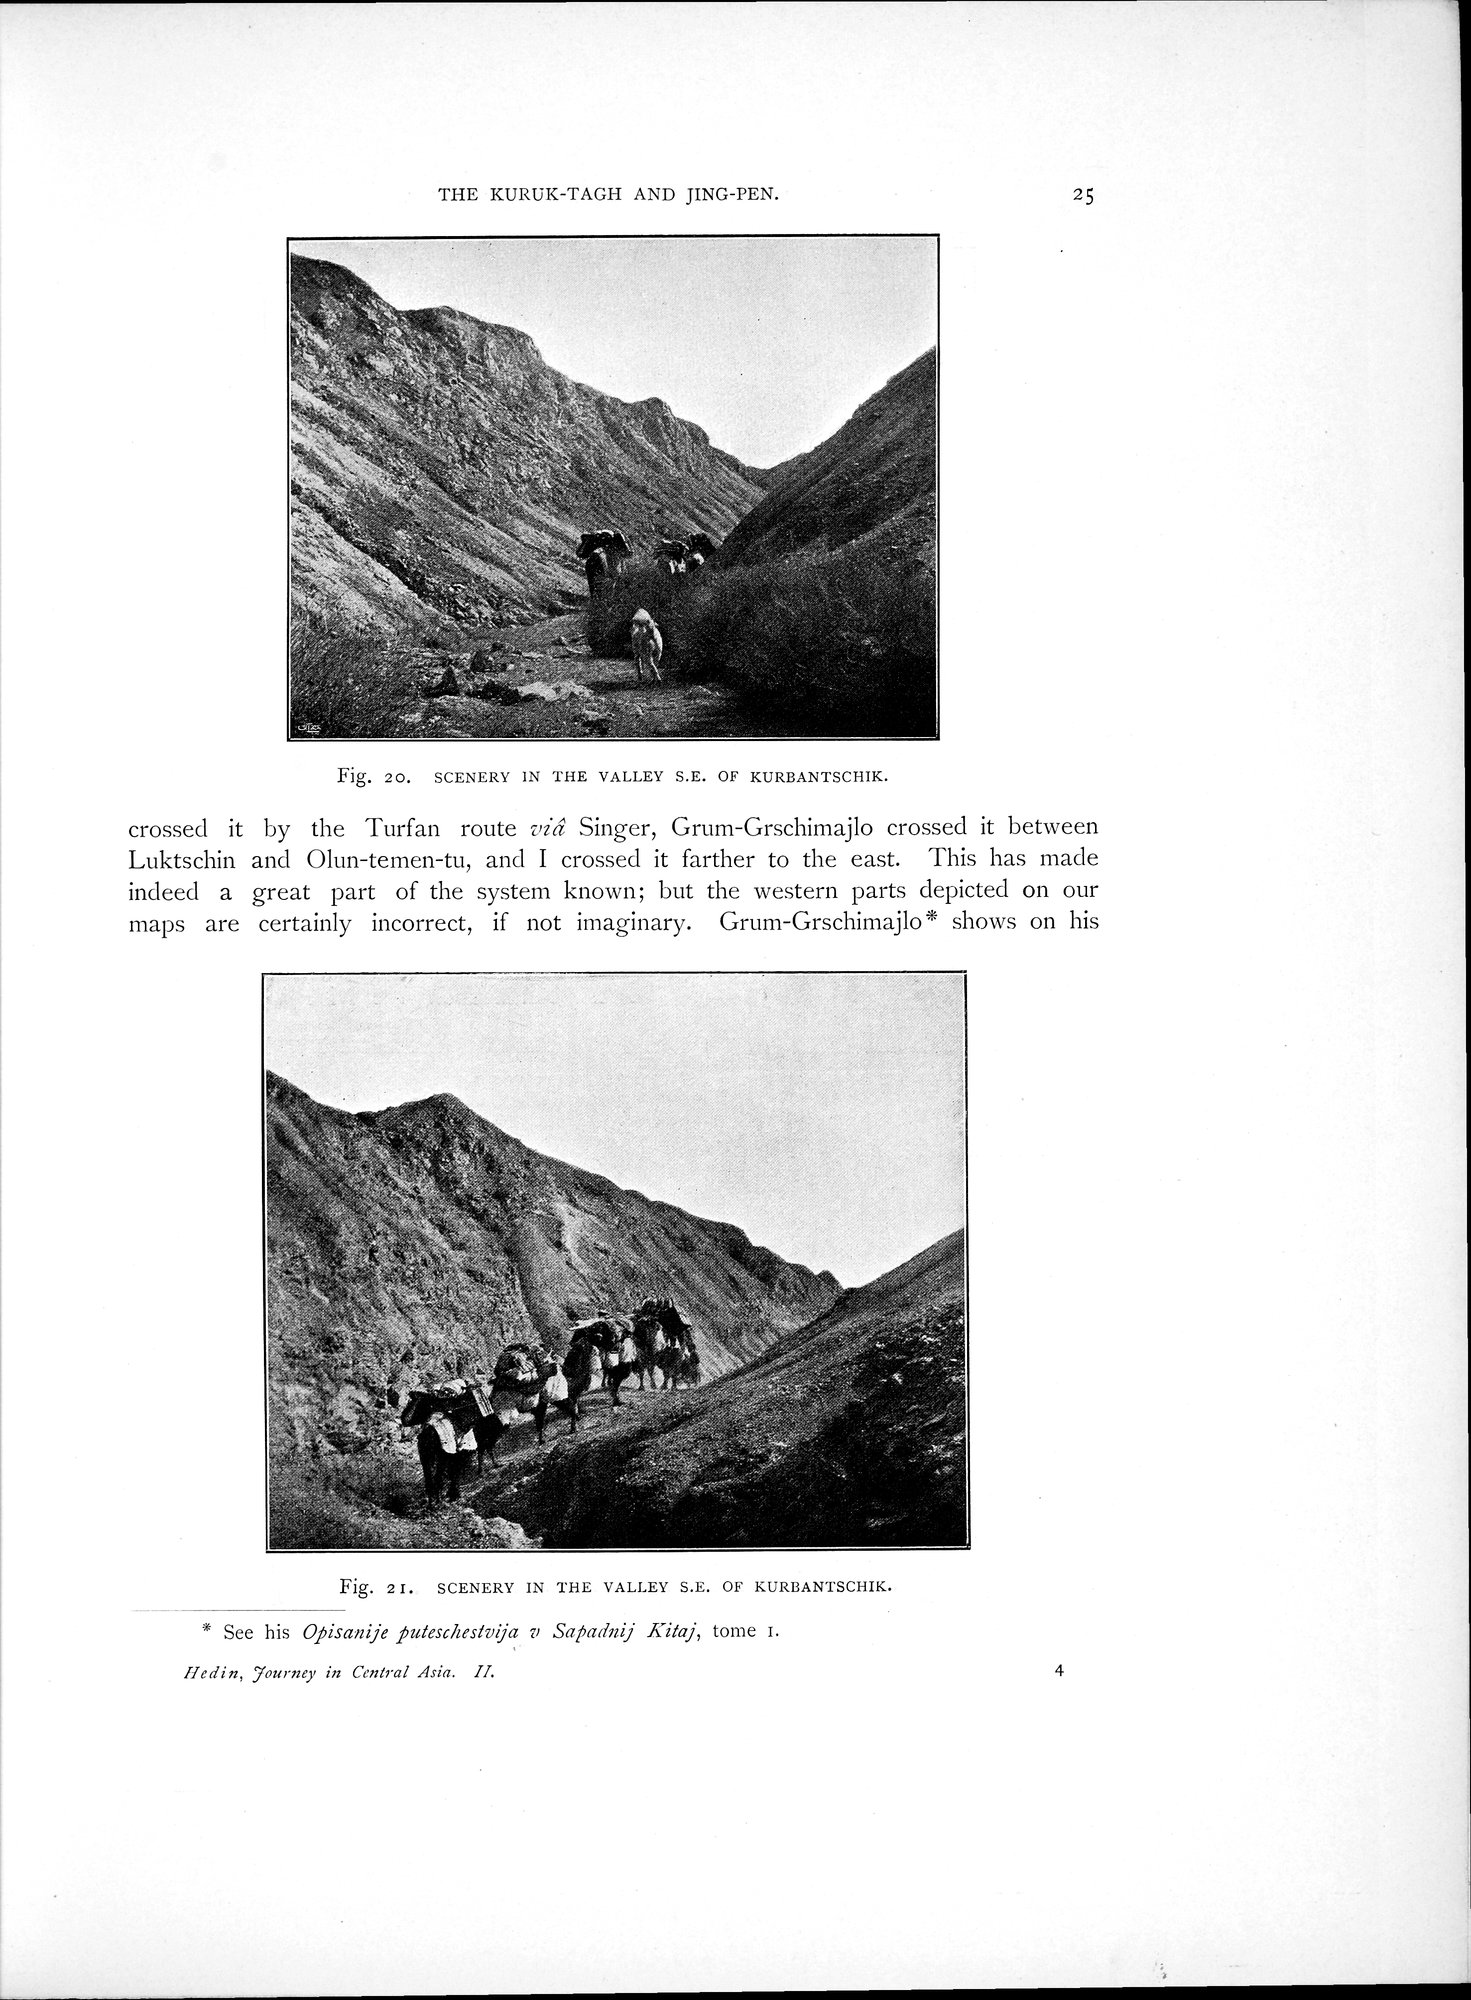 THE KURUK-TAGH AND JING-PEN. 25
Fig. 20. SCENERY IN THE VALLEY S.E. OF KURBANTSCHIK.
crossed it by the Turfan route viâ Singer, Grum-Grschimajlo crossed it between
Luktschin and Olun-temen-tu, and I crossed it farther to the east. This has made
indeed a great part of the system known; but the western parts depicted on our
maps are certainly incorrect, if not imaginary. Grum-Grschimajlo* shows on his
Fig. 21. SCENERY IN THE VALLEY S.E. OF KURBANTSCHIK.
* See his Opisanije puteschestvija v Sapadnij Kitaj, tome I.
Hedin, Journey in Central Asia. II. 4